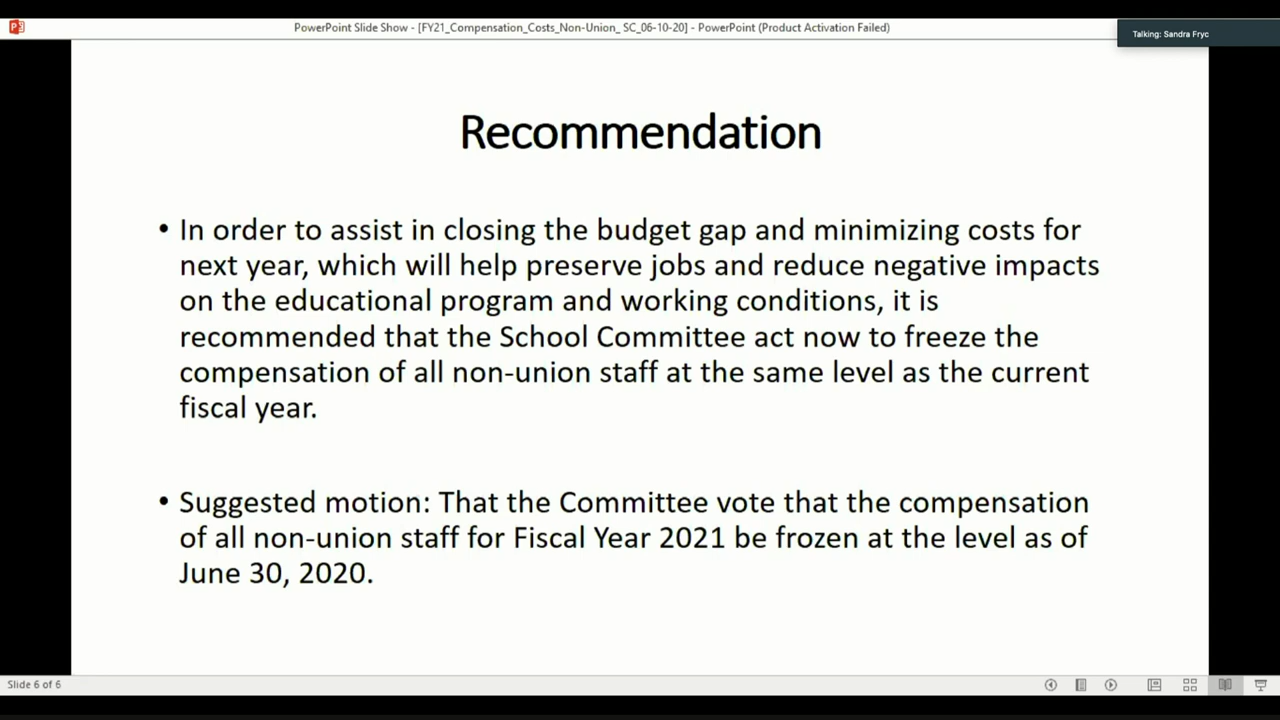 PowerPoint Slide Show - [FY21_Compensation_Costs_Non-Union_ SC_06-10-20] - PowerPoint (Product Activation Failed)
Talking: Sandra Fryc
Recommendation
• In order to assist in closing the budget gap and minimizing costs for
next year, which will help preserve jobs and reduce negative impacts
on the educational program and working conditions, it is
recommended that the School Committee act now to freeze the
compensation of all non-union staff at the same level as the current
fiscal year.
• Suggested motion: That the Committee vote that the compensation
of all non-union staff for Fiscal Year 2021 be frozen at the level as of
June 30, 2020.
Slide 6 of 6